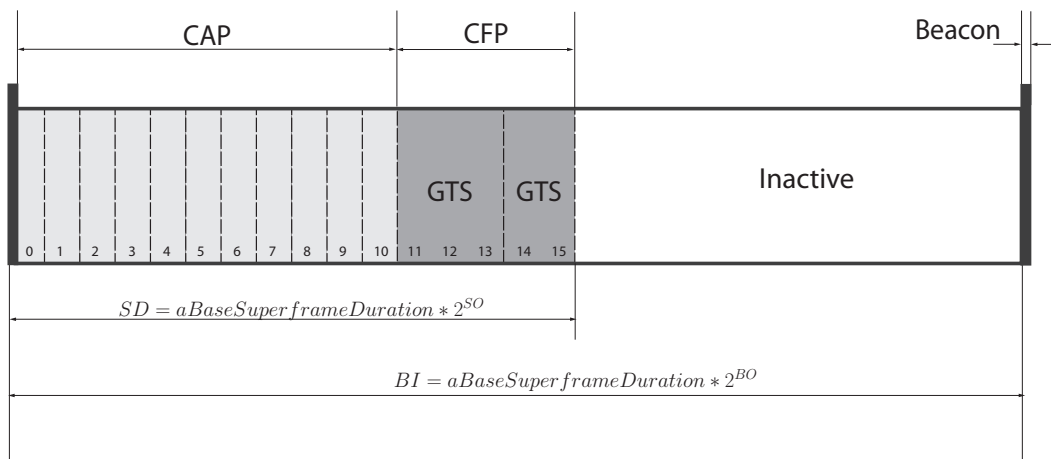 CAP CFP Beacon
GTS GTS Inactive
0 1 2 3 4 5 6 7 8 9 10 11 12 13 14 15
SD = aBaseSuperframeDuration * 2^{SO}
BI = aBaseSuperframeDuration * 2^{BO}